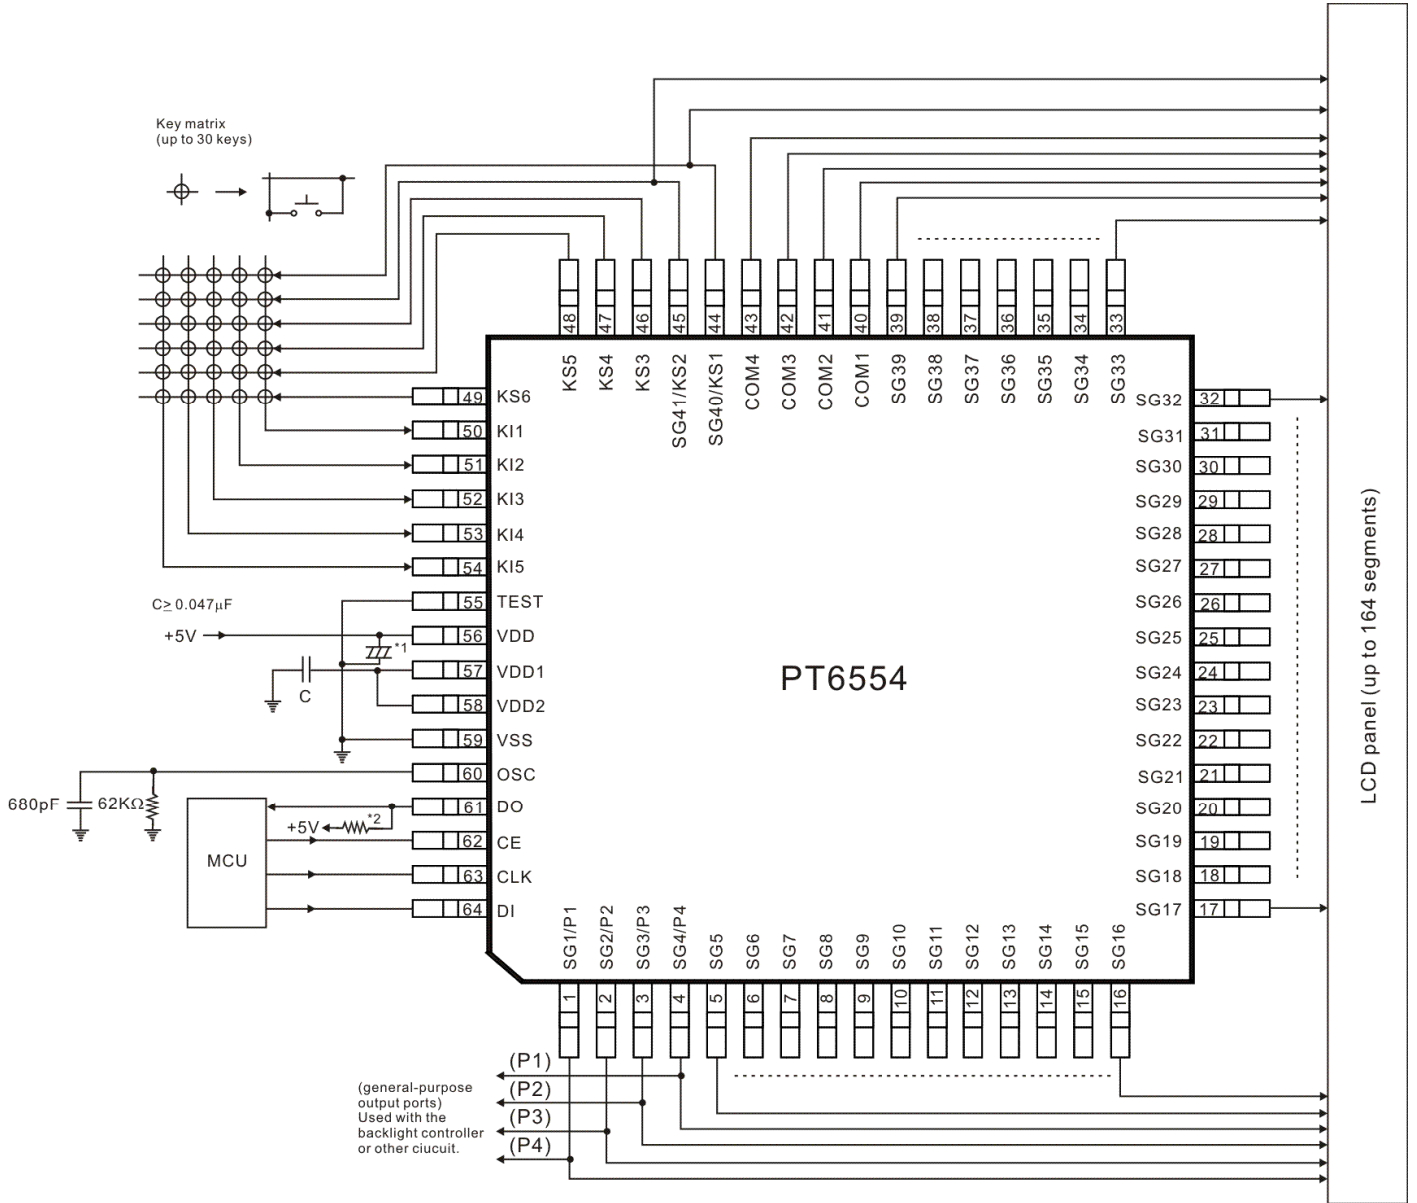 Key matrix
(up to 30 keys)
48
47
46
45
44
43
42
41
40
39
38
37
36
35
34
33
KS5
KS4
KS3
SG41/KS2
SG40/KS1
COM4
COM3
COM2
COM1
SG39
SG38
SG37
SG36
SG35
SG34
SG33
49 KS6
50 KI1
51 KI2
52 KI3
53 KI4
54 KI5
55 TEST
56 VDD
57 VDD1
58 VDD2
59 VSS
60 OSC
61 DO
62 CE
63 CLK
64 DI
C≥ 0.047µF
+5V
*1
C
680pF
62KΩ
+5V
*2
MCU
PT6554
SG32 32
SG31 31
SG30 30
SG29 29
SG28 28
SG27 27
SG26 26
SG25 25
SG24 24
SG23 23
SG22 22
SG21 21
SG20 20
SG19 19
SG18 18
SG17 17
LCD panel (up to 164 segments)
SG1/P1
SG2/P2
SG3/P3
SG4/P4
SG5
SG6
SG7
SG8
SG9
SG10
SG11
SG12
SG13
SG14
SG15
SG16
1
2
3
4
5
6
7
8
9
10
11
12
13
14
15
16
(P1)
(P2)
(P3)
(P4)
(general-purpose
output ports)
Used with the
backlight controller
or other ciucuit.